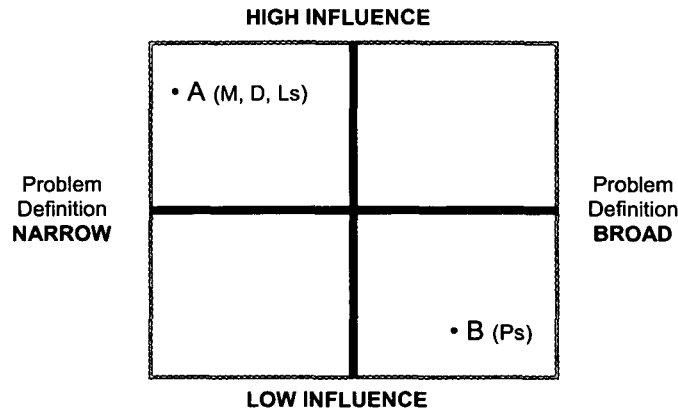 HIGH INFLUENCE
• A (M, D, Ls)
Problem
Definition
NARROW
Problem
Definition
BROAD
• B (Ps)
LOW INFLUENCE